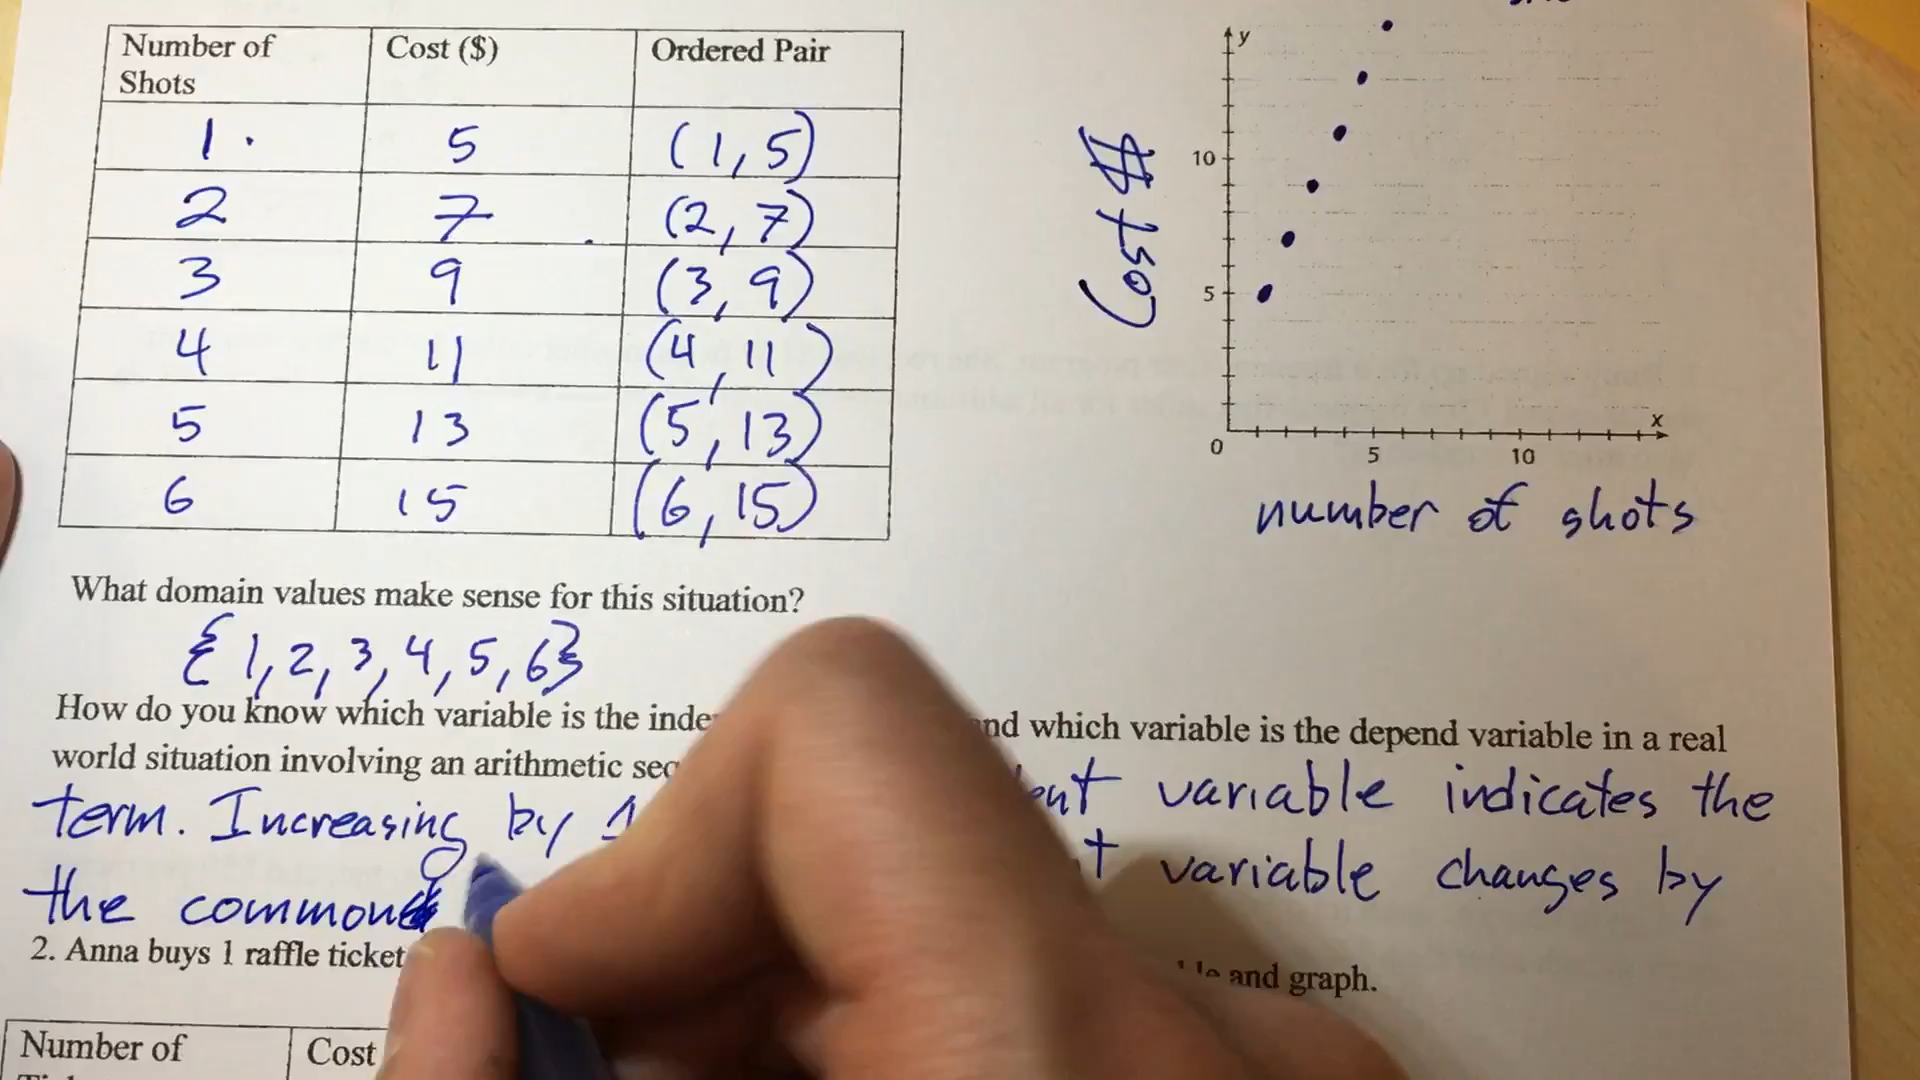 Number of Shots Cost ($) Ordered Pair
1 5 (1,5)
2 7 (2,7)
3 9 (3,9)
4 11 (4,11)
5 13 (5,13)
6 15 (6,15)
y
10
5
0
5
10
x
Cost $
number of shots
What domain values make sense for this situation?
{1,2,3,4,5,6}
How do you know which variable is the which variable is the depend variable in a real
world situation involving an arithmetic
variable indicates the
term. Increasing by 1
variable changes by
the common
2. Anna buys 1 raffle ticket and graph.
Number of
Cost